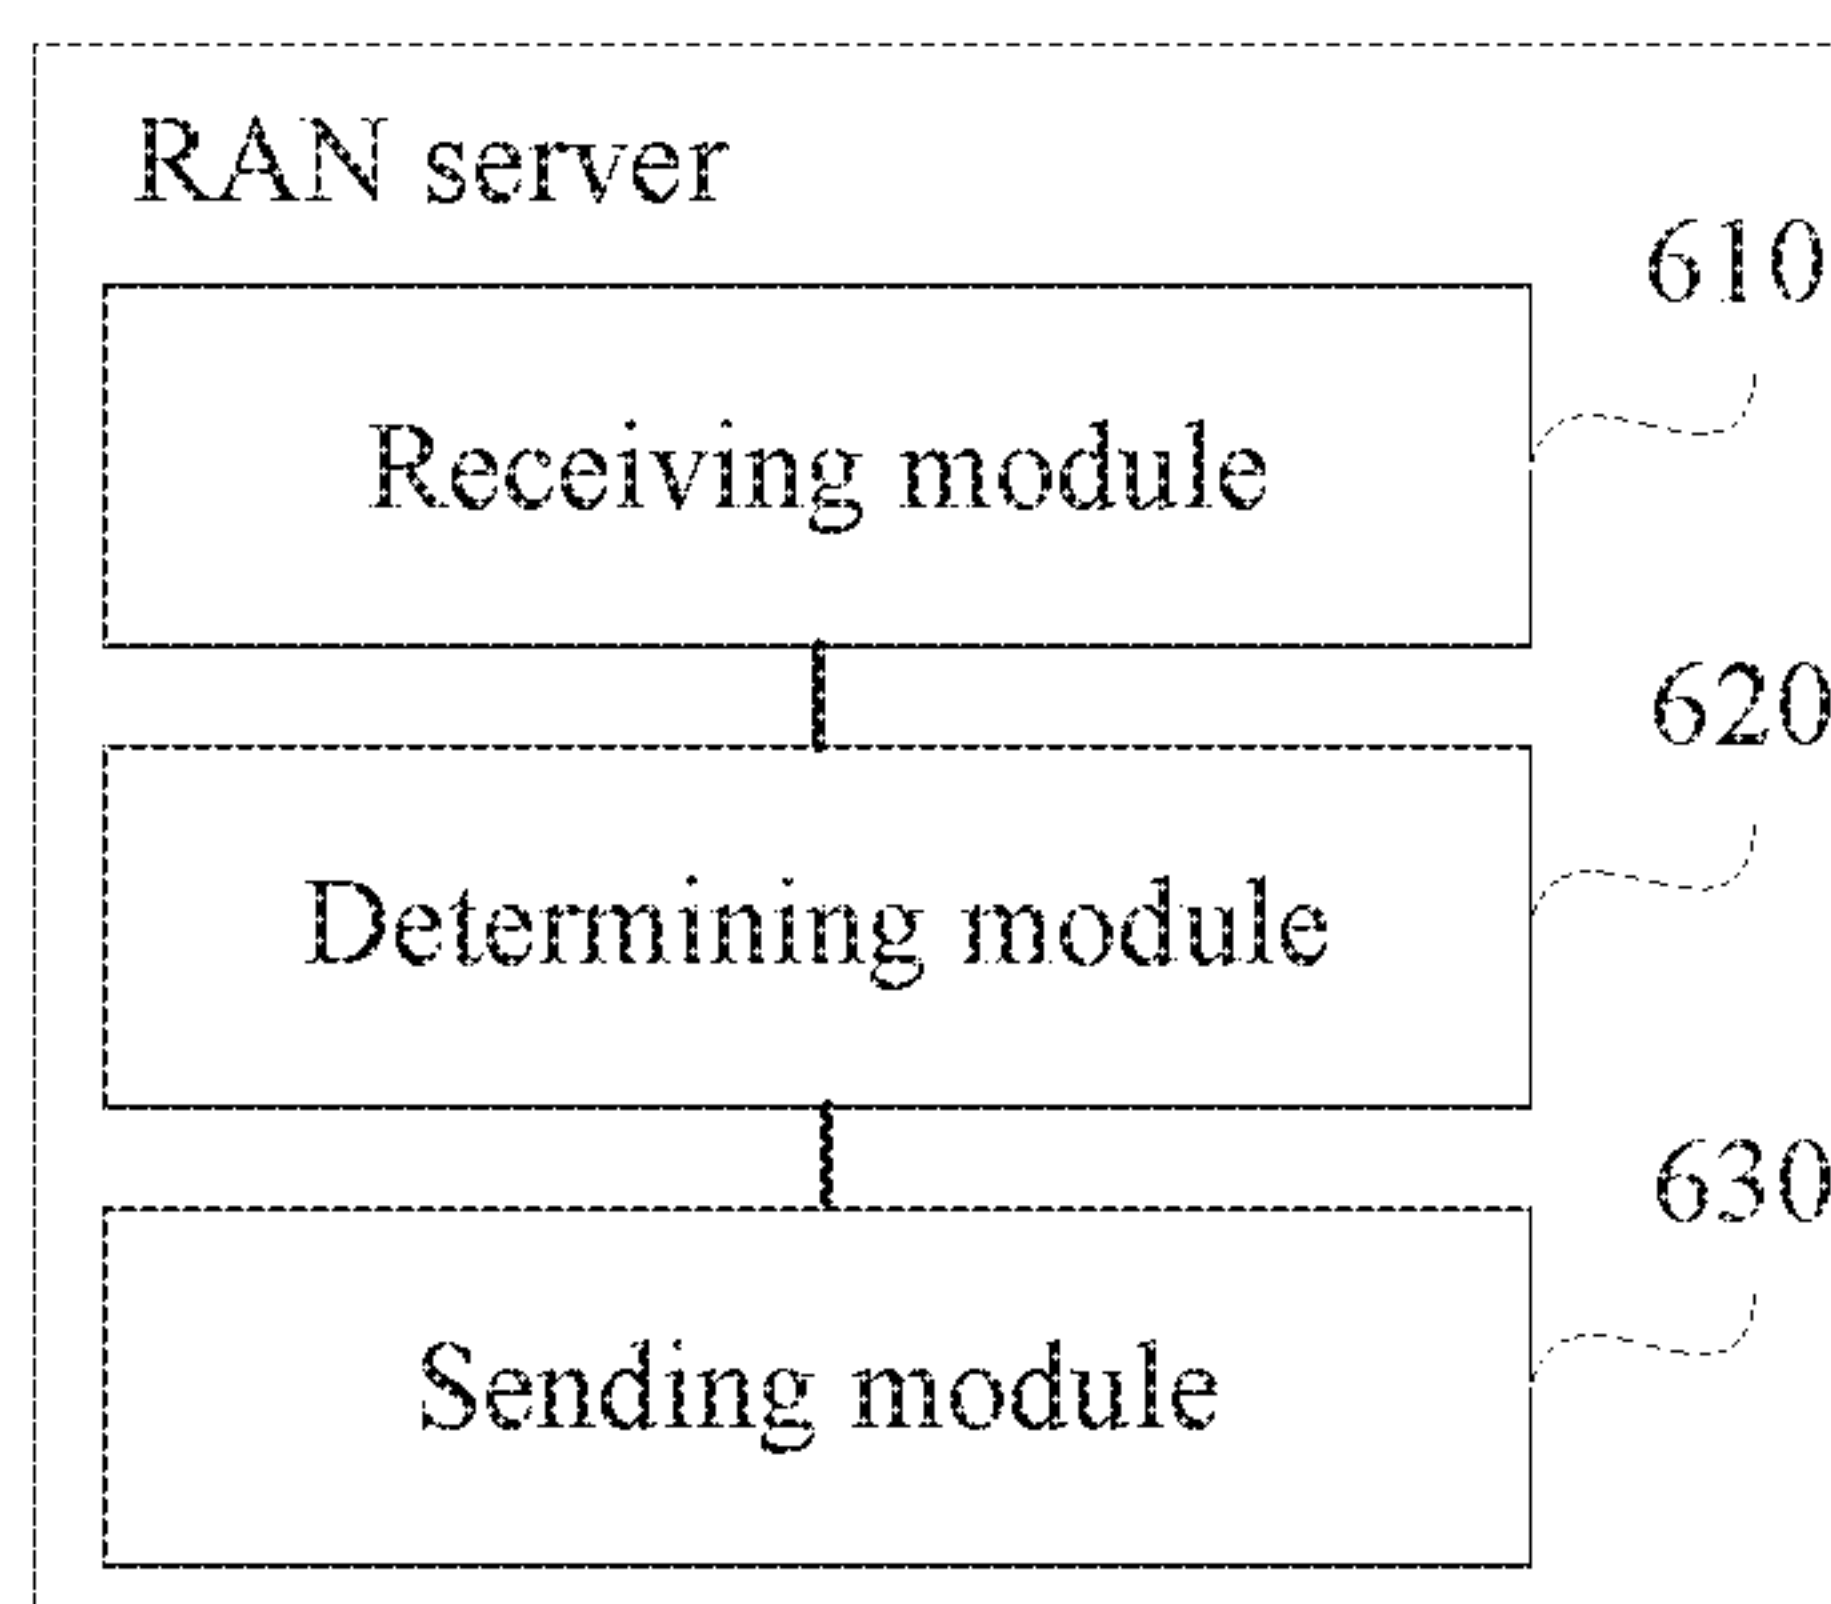 RAN server
610
Receiving module
620
Determining module
630
Sending module